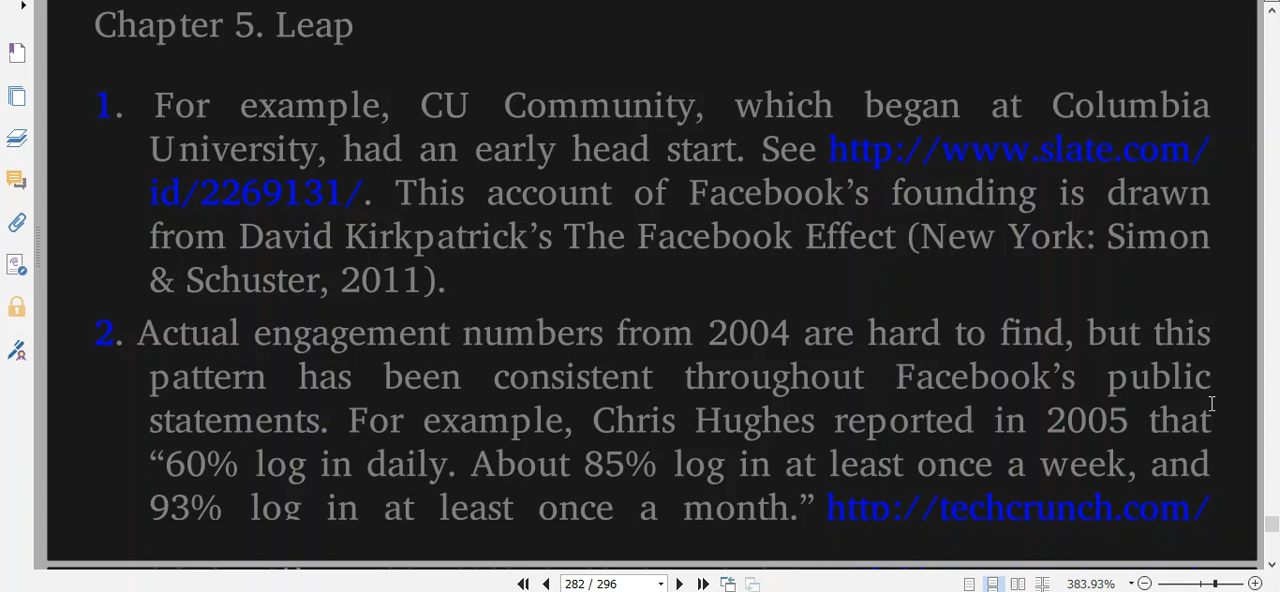 Chapter 5. Leap
1. For example, CU Community, which began at Columbia
University, had an early head start. See http://www.slate.com/
id/2269131/. This account of Facebook’s founding is drawn
from David Kirkpatrick’s The Facebook Effect (New York: Simon
& Schuster, 2011).
2. Actual engagement numbers from 2004 are hard to find, but this
pattern has been consistent throughout Facebook’s public
statements. For example, Chris Hughes reported in 2005 that
“60% log in daily. About 85% log in at least once a week, and
93% log in at least once a month.” http://techcrunch.com/
282 / 296
383.93%